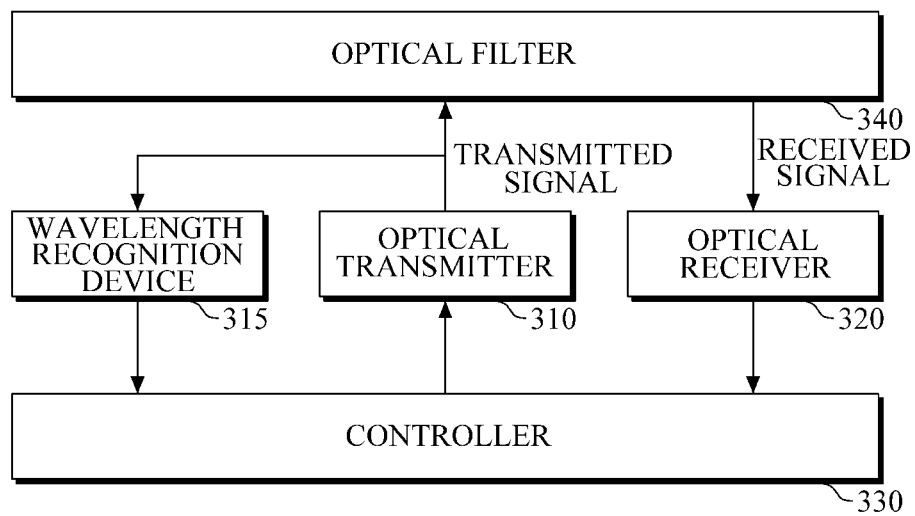 OPTICAL FILTER
340
TRANSMITTED
SIGNAL
RECEIVED
SIGNAL
WAVELENGTH
RECOGNITION
DEVICE
315
OPTICAL
TRANSMITTER
310
OPTICAL
RECEIVER
320
CONTROLLER
330